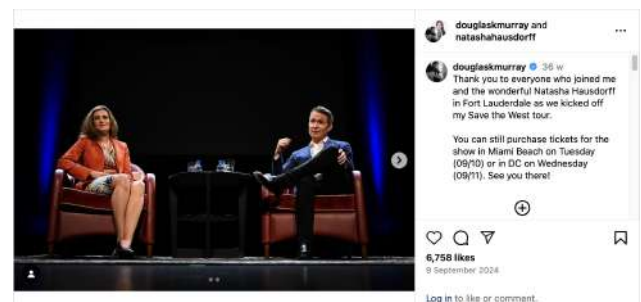 douglaskmurray and
natashahausdorff
douglaskmurray 36 w
Thank you to everyone who joined me
and the wonderful Natasha Hausdorff
in Fort Lauderdale as we kicked off
my Save the West tour.
You can still purchase tickets for the
show in Miami Beach on Tuesday
(09/10) or in DC on Wednesday
(09/11). See you there!
6,758 likes
9 September 2024
Log in to like or comment.